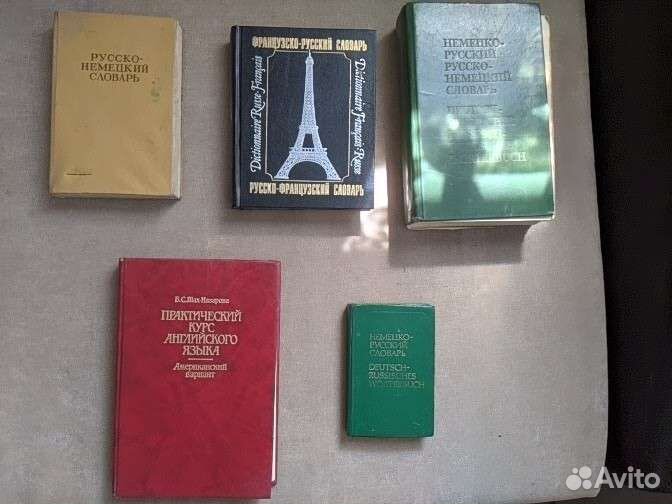 РУССКО-
НЕМЕЦКИЙ
СЛОВАРЬ
ФРАНЦУЗСКО-РУССКИЙ СЛОВАРЬ
Dictionnaire Russe-Français
Dictionnaire Français-Russe
РУССКО-ФРАНЦУЗСКИЙ СЛОВАРЬ
НЕМЕЦКО-
РУССКИЙ
РУССКО-
НЕМЕЦКИЙ
СЛОВАРЬ
В.С.Шах-Назарова
ПРАКТИЧЕСКИЙ
КУРС
АНГЛИЙСКОГО
ЯЗЫКА
Американский
вариант
НЕМЕЦКО-
РУССКИЙ
СЛОВАРЬ
DEUTSCH-
RUSSISCHES
WÖRTERBUCH
Avito